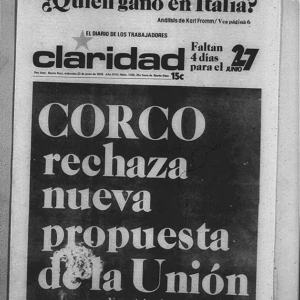 ¿Quién ganó en Italia?
Análisis de Karl Fromm/ Vea página 6
EL DIARIO DE LOS TRABAJADORES
claridad
Faltan
4 días
para el
27
JUNIO
15¢
CORCO
rechaza
nueva
propuesta
de la Unión